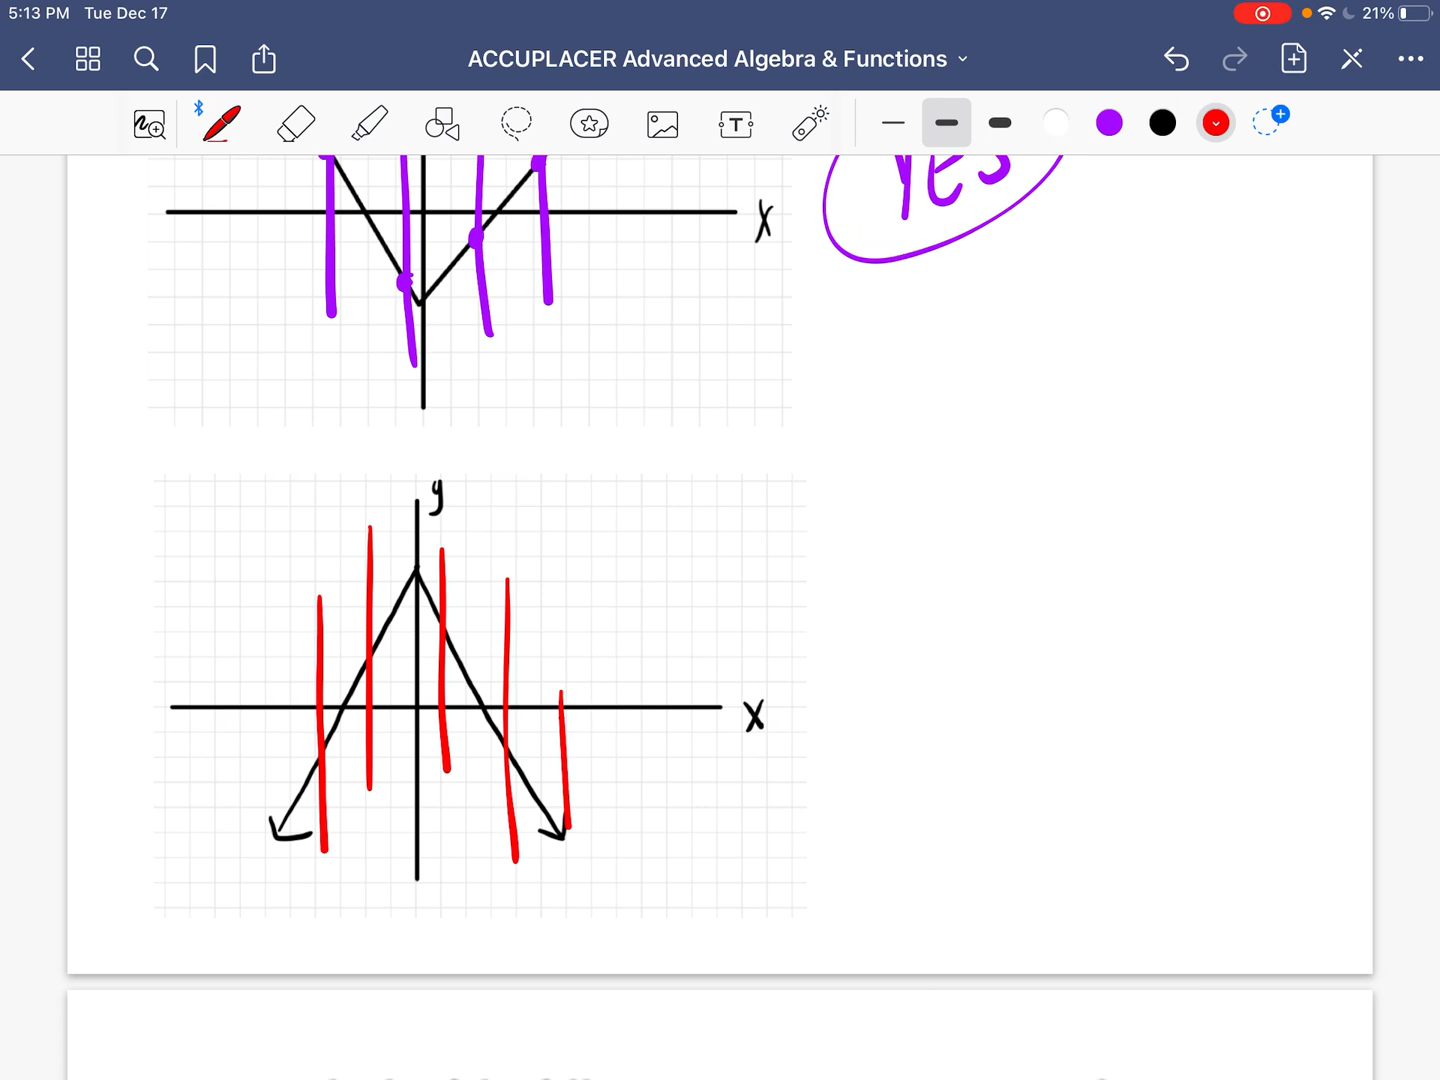 5:13 PM Tue Dec 17
21%
ACCUPLACER Advanced Algebra & Functions
T
yes
x
y
x